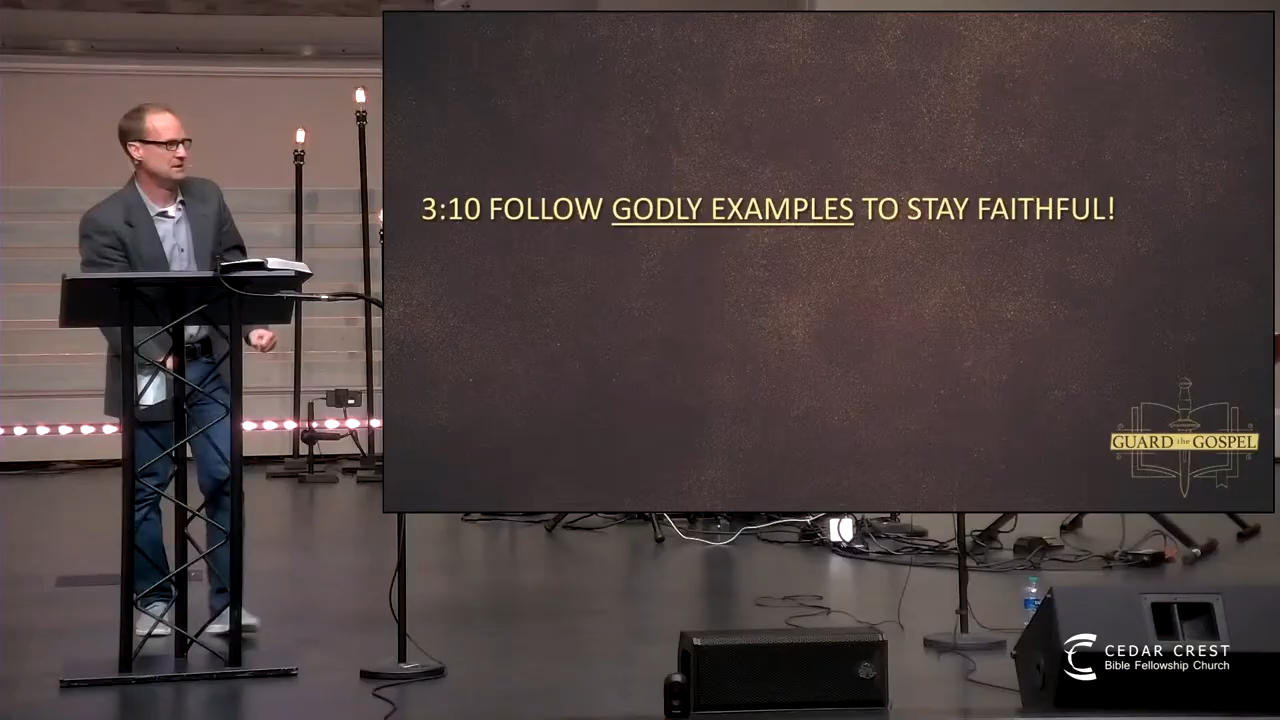 3:10 FOLLOW GODLY EXAMPLES TO STAY FAITHFUL!
GUARD the GOSPEL
CEDAR CREST
Bible Fellowship Church